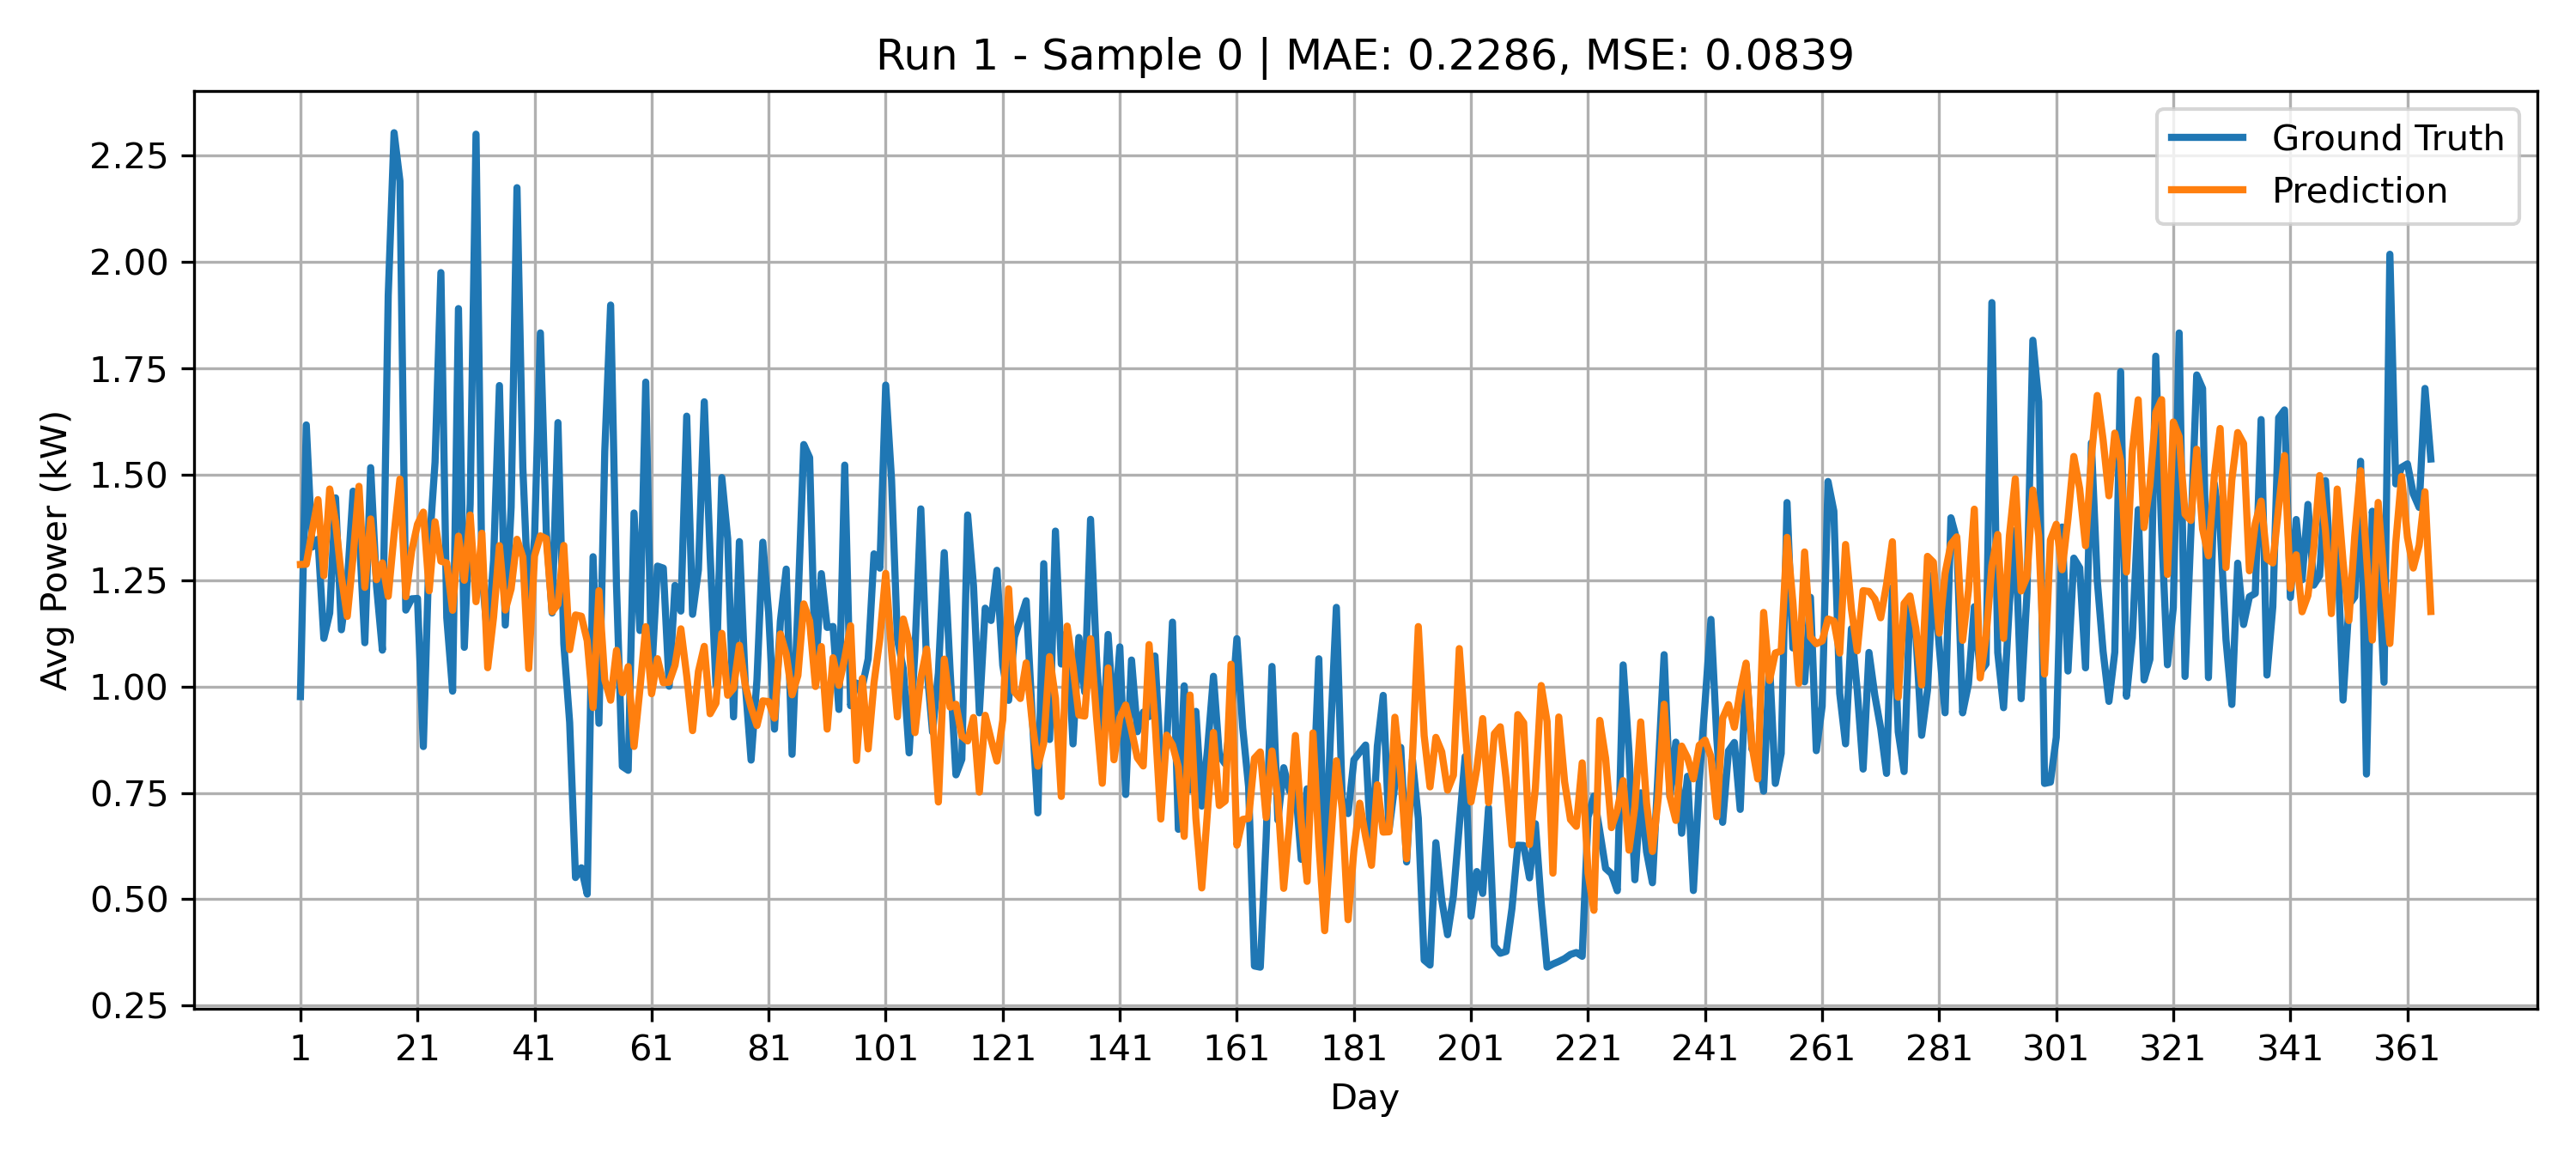 Run 1 - Sample 0 | MAE: 0.2286, MSE: 0.0839
Ground Truth
Prediction
Avg Power (kW)
2.25
2.00
1.75
1.50
1.25
1.00
0.75
0.50
0.25
1 21 41 61 81 101 121 141 161 181 201 221 241 261 281 301 321 341 361
Day